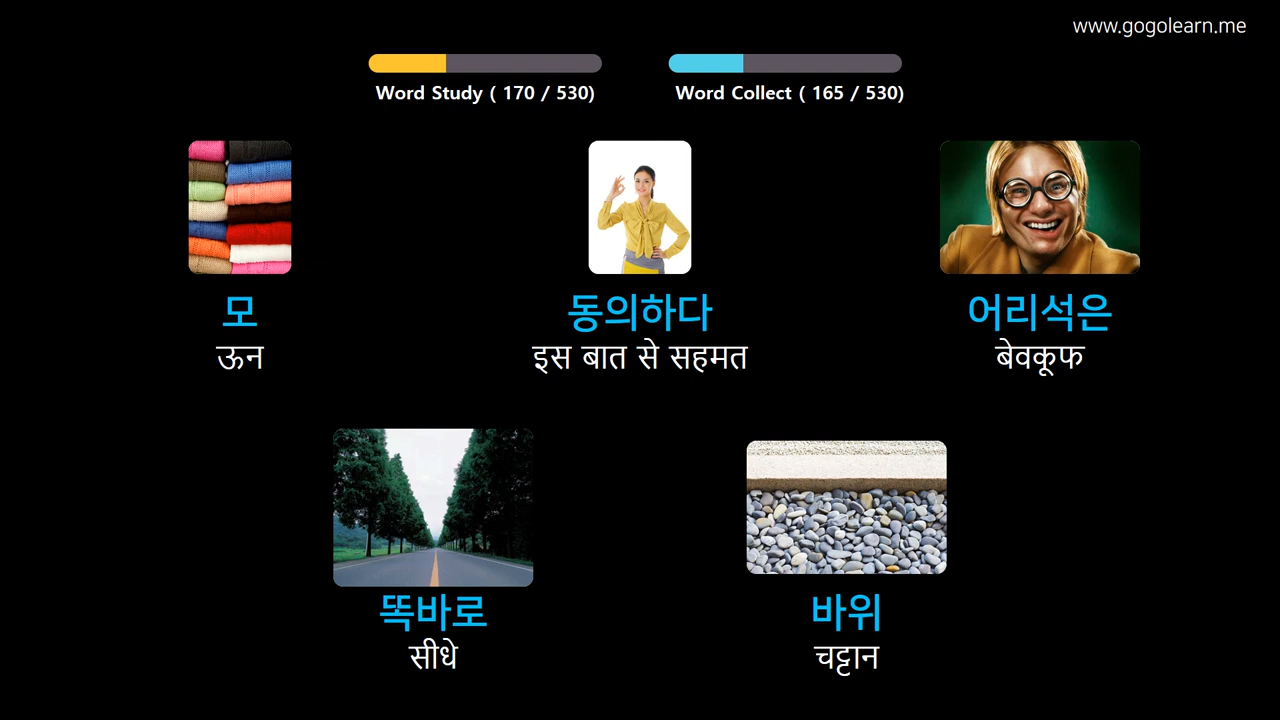 www.gogolearn.me
Word Study ( 170 / 530)
Word Collect ( 165 / 530)
모
ऊन
동의하다
इस बात से सहमत
어리석은
बेवकूफ
똑바로
सीधे
바위
चट्टान